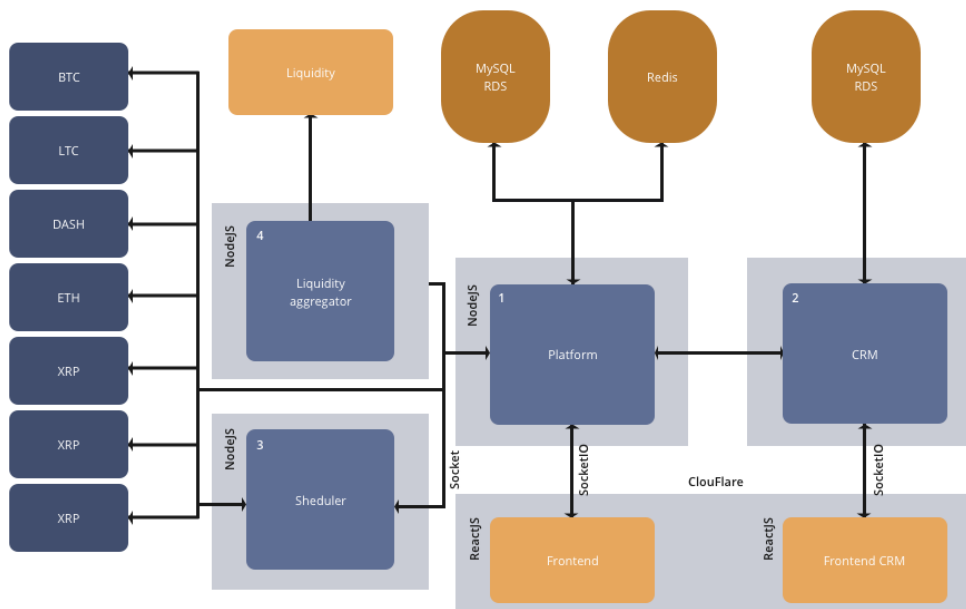 BTC
LTC
DASH
ETH
XRP
XRP
XRP
Liquidity
MySQL
RDS
Redis
MySQL
RDS
NodeJS
4
Liquidity
aggregator
NodeJS
1
Platform
NodeJS
2
CRM
NodeJS
3
Sheduler
Socket
SocketIO
SocketIO
ClouFlare
ReactJS
Frontend
ReactJS
Frontend CRM